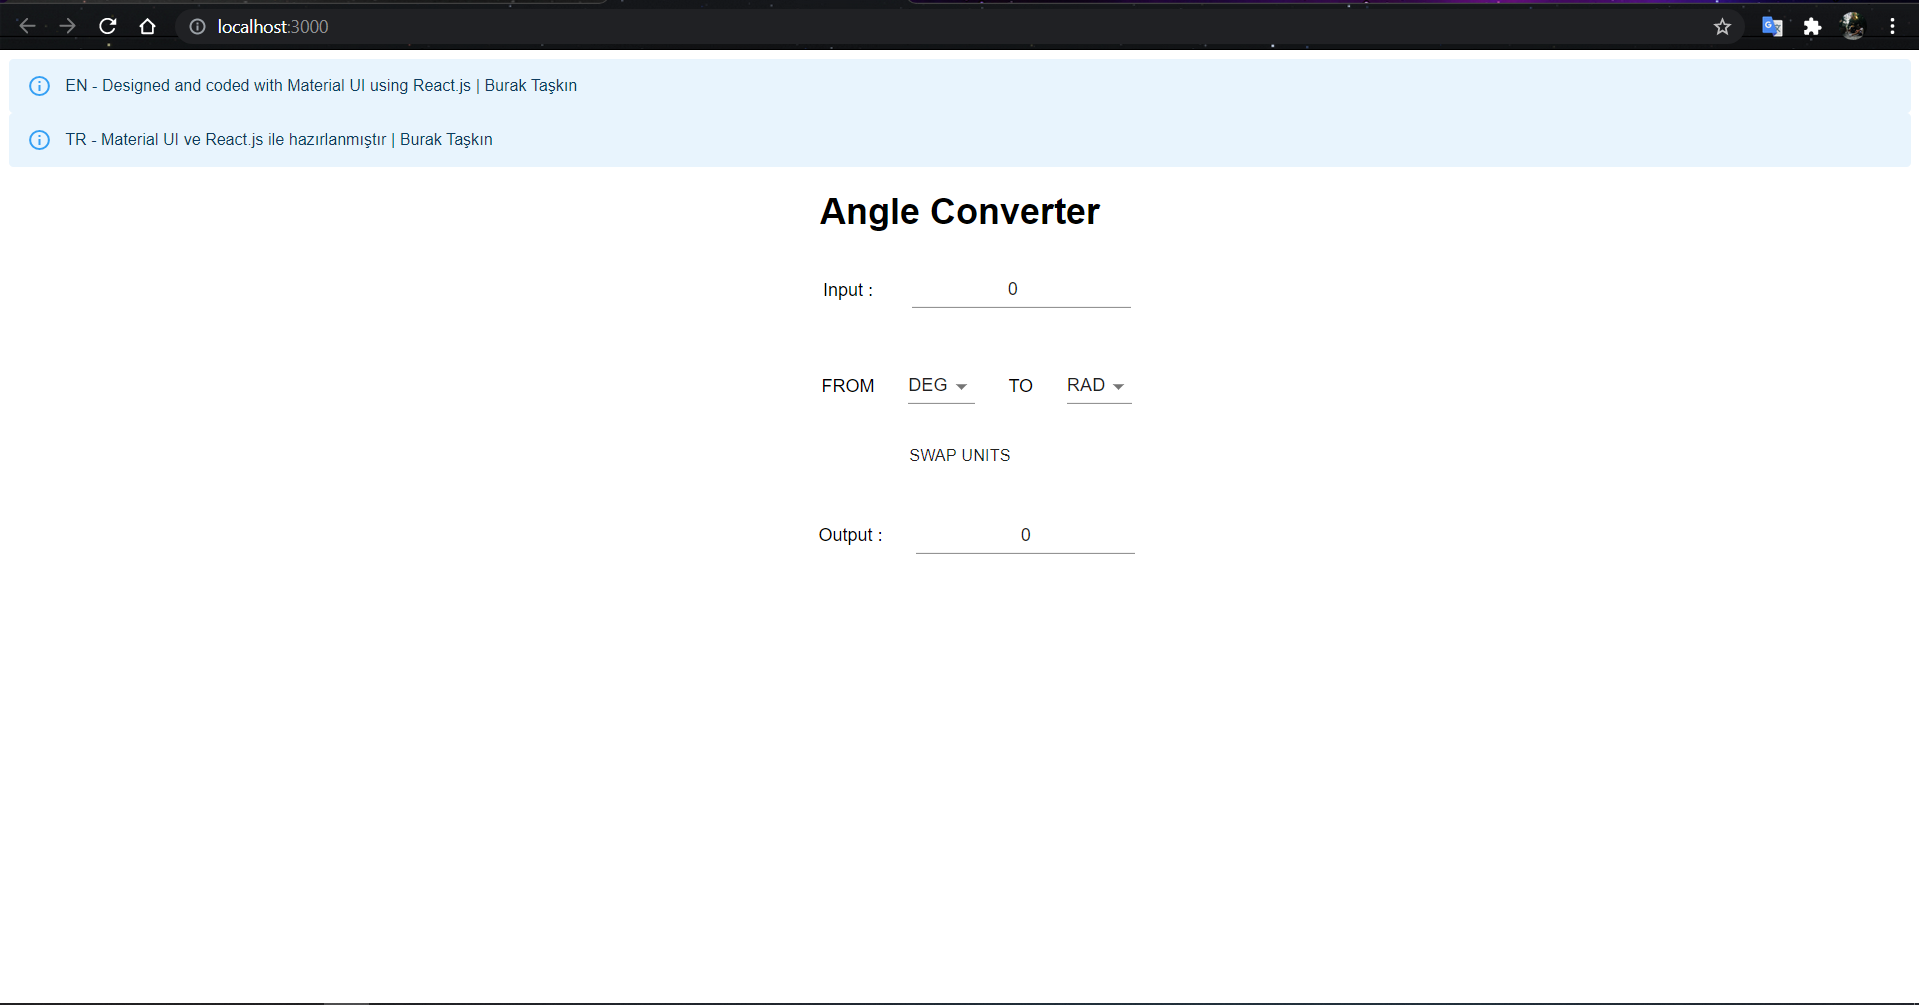 localhost:3000
EN - Designed and coded with Material UI using React.js | Burak Taşkın
TR - Material UI ve React.js ile hazırlanmıştır | Burak Taşkın
Angle Converter
Input : 0
FROM DEG TO RAD
SWAP UNITS
Output : 0